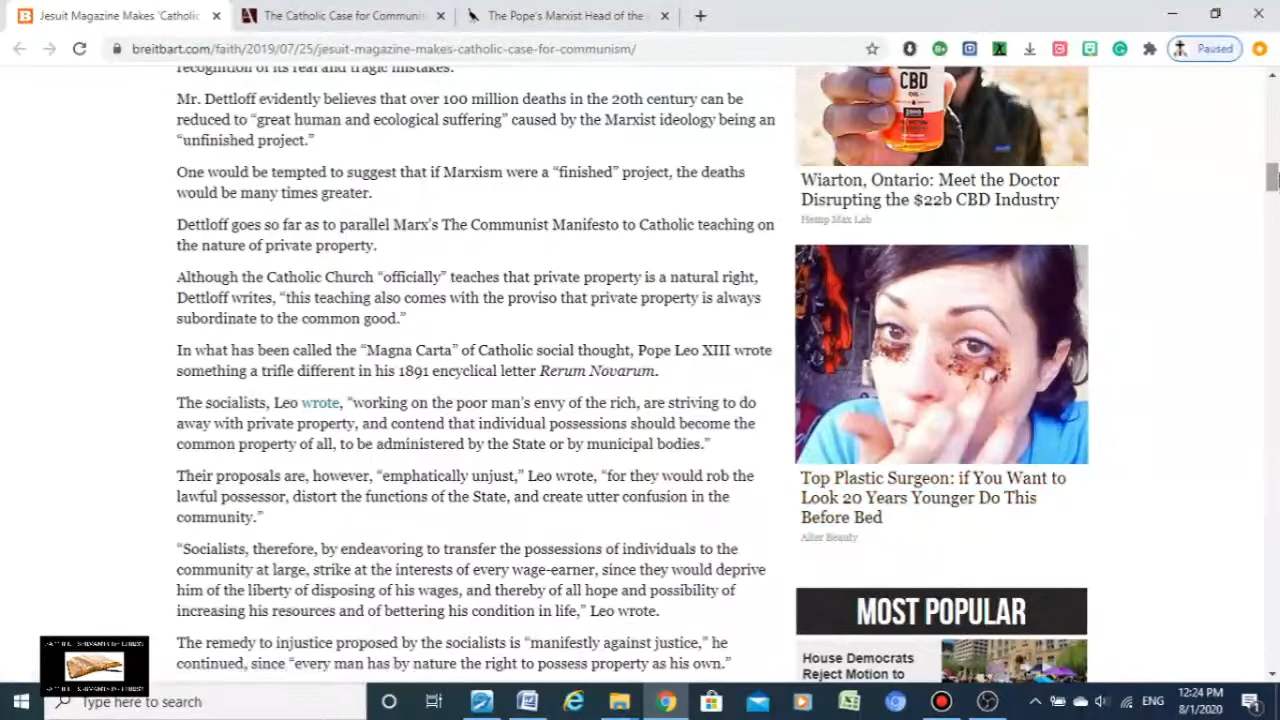 Jesuit Magazine Makes 'Catholic
The Catholic Case for Communi
The Pope's Marxist Head of the
breitbart.com/faith/2019/07/25/jesuit-magazine-makes-catholic-case-for-communism/
Paused
recognition of its real and tragic mistakes.
Mr. Dettloff evidently believes that over 100 million deaths in the 20th century can be
reduced to “great human and ecological suffering” caused by the Marxist ideology being an
“unfinished project.”
One would be tempted to suggest that if Marxism were a “finished” project, the deaths
would be many times greater.
Dettloff goes so far as to parallel Marx’s The Communist Manifesto to Catholic teaching on
the nature of private property.
Although the Catholic Church “officially” teaches that private property is a natural right,
Dettloff writes, “this teaching also comes with the proviso that private property is always
subordinate to the common good.”
In what has been called the “Magna Carta” of Catholic social thought, Pope Leo XIII wrote
something a trifle different in his 1891 encyclical letter Rerum Novarum.
The socialists, Leo wrote, “working on the poor man’s envy of the rich, are striving to do
away with private property, and contend that individual possessions should become the
common property of all, to be administered by the State or by municipal bodies.”
Their proposals are, however, “emphatically unjust,” Leo wrote, “for they would rob the
lawful possessor, distort the functions of the State, and create utter confusion in the
community.”
“Socialists, therefore, by endeavoring to transfer the possessions of individuals to the
community at large, strike at the interests of every wage-earner, since they would deprive
him of the liberty of disposing of his wages, and thereby of all hope and possibility of
increasing his resources and of bettering his condition in life,” Leo wrote.
The remedy to injustice proposed by the socialists is “manifestly against justice,” he
continued, since “every man has by nature the right to possess property as his own.”
CBD
OIL
Wiarton, Ontario: Meet the Doctor
Disrupting the $22b CBD Industry
Hemp Max Lab
Top Plastic Surgeon: if You Want to
Look 20 Years Younger Do This
Before Bed
Alier Beauty
MOST POPULAR
House Democrats
Reject Motion to
Type here to search
ENG
12:24 PM
8/1/2020